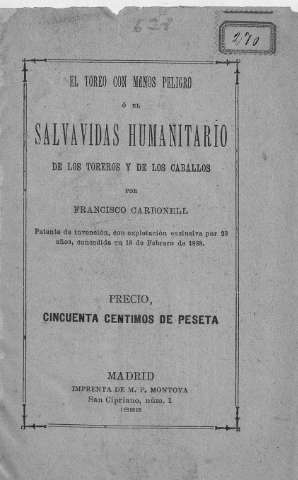 628
270
EL TOREO CON MENOS PELIGRO
Ó EL
SALVAVIDAS HUMANITARIO
DE LOS TOREROS Y DE LOS CABALLOS
POR
FRANCISCO CARBONELL
Patente de invención, con explotación exclusiva por 20
años, concedida en 18 de Febrero de 1888.
PRECIO,
CINCUENTA CENTIMOS DE PESETA
MADRID
IMPRENTA DE M. P. MONTOYA
San Cipriano, núm. 1